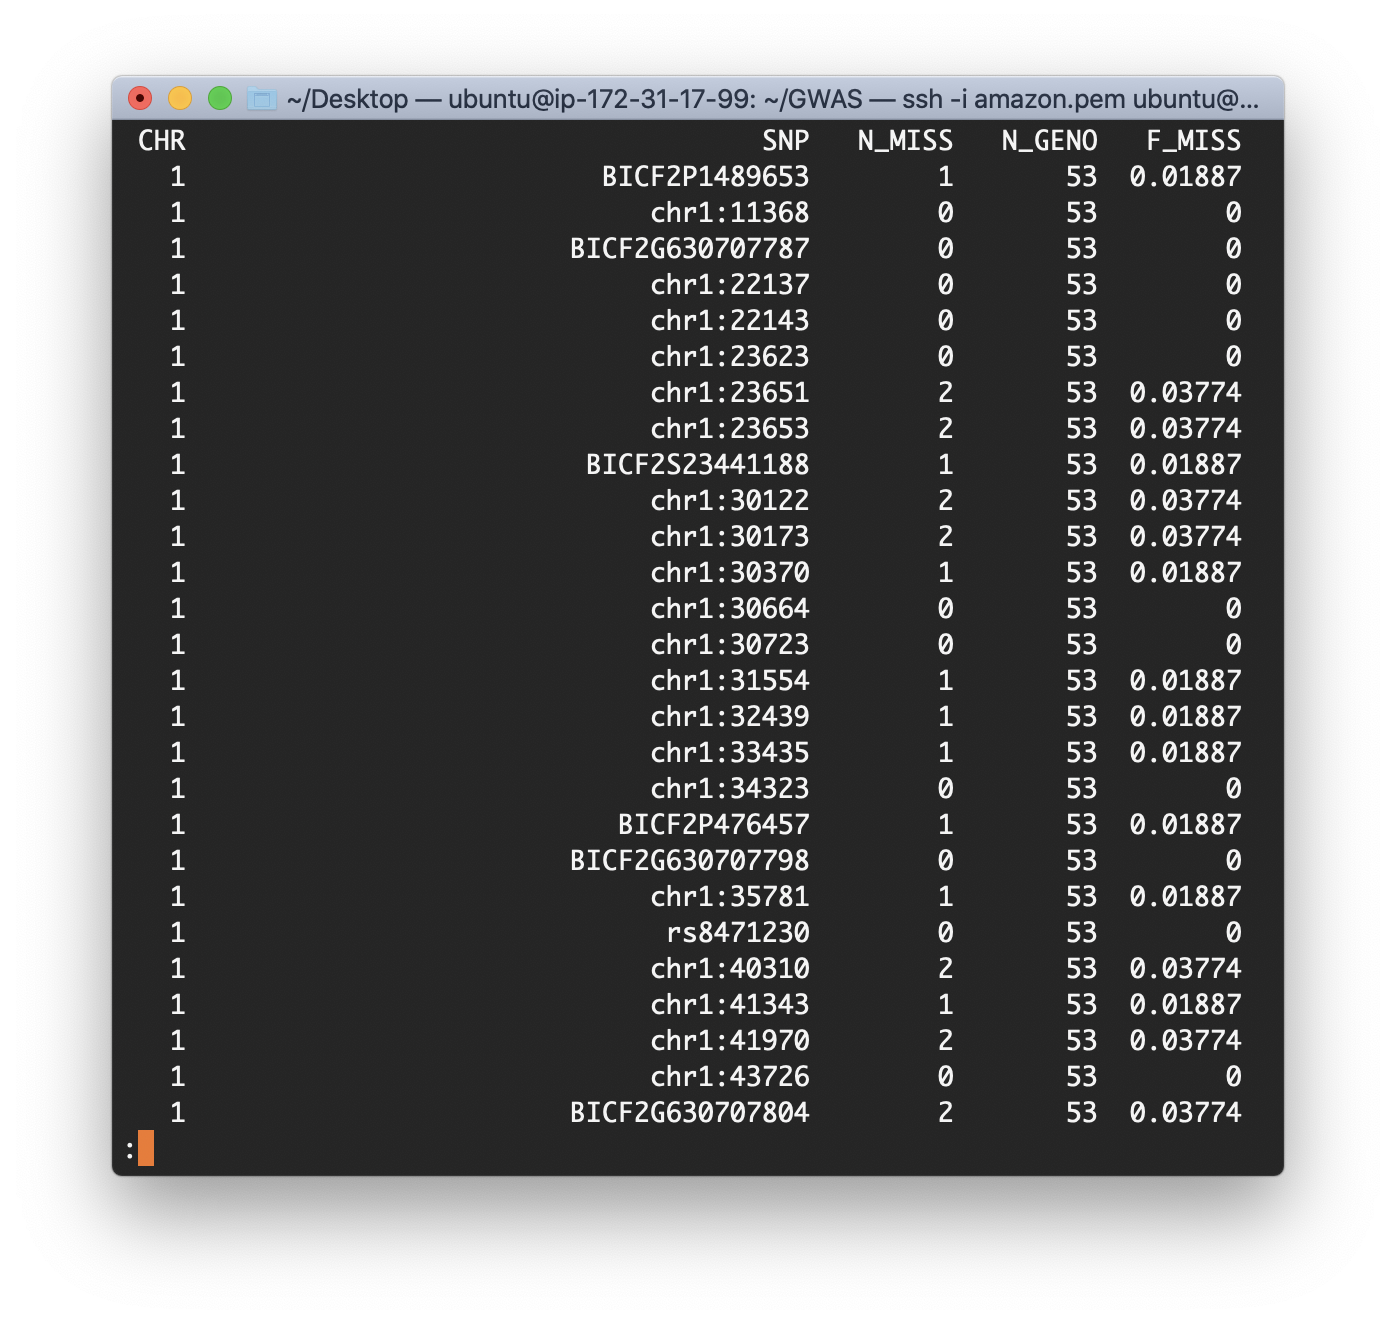 ~/Desktop — ubuntu@ip-172-31-17-99: ~/GWAS — ssh -i amazon.pem ubuntu@...
CHR SNP N_MISS N_GENO F_MISS
1 BICF2P1489653 1 53 0.01887
1 chr1:11368 0 53 0
1 BICF2G630707787 0 53 0
1 chr1:22137 0 53 0
1 chr1:22143 0 53 0
1 chr1:23623 0 53 0
1 chr1:23651 2 53 0.03774
1 chr1:23653 2 53 0.03774
1 BICF2S23441188 1 53 0.01887
1 chr1:30122 2 53 0.03774
1 chr1:30173 2 53 0.03774
1 chr1:30370 1 53 0.01887
1 chr1:30664 0 53 0
1 chr1:30723 0 53 0
1 chr1:31554 1 53 0.01887
1 chr1:32439 1 53 0.01887
1 chr1:33435 1 53 0.01887
1 chr1:34323 0 53 0
1 BICF2P476457 1 53 0.01887
1 BICF2G630707798 0 53 0
1 chr1:35781 1 53 0.01887
1 rs8471230 0 53 0
1 chr1:40310 2 53 0.03774
1 chr1:41343 1 53 0.01887
1 chr1:41970 2 53 0.03774
1 chr1:43726 0 53 0
1 BICF2G630707804 2 53 0.03774
: